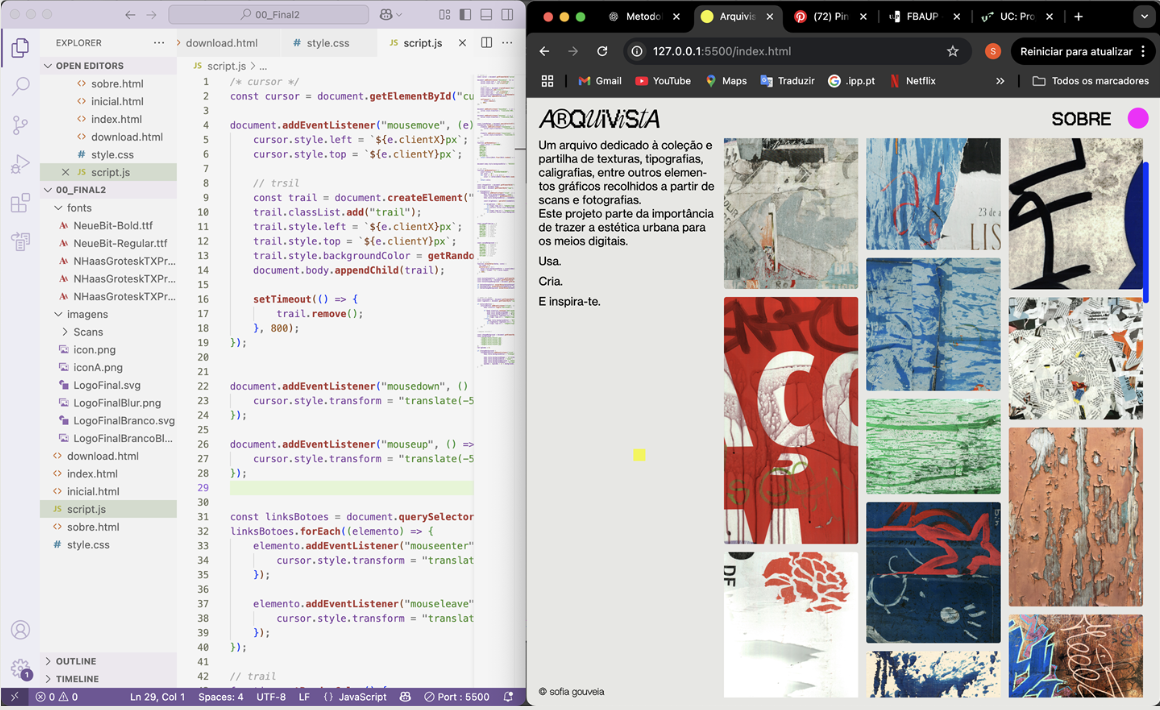 00_Final2
EXPLORER
OPEN EDITORS
sobre.html
inicial.html
index.html
download.html
style.css
script.js
00_FINAL2
fonts
NeueBit-Bold.ttf
NeueBit-Regular.ttf
NHaasGroteskTXPr...
NHaasGroteskTXPr...
NHaasGroteskTXPr...
imagens
Scans
icon.png
iconA.png
LogoFinal.svg
LogoFinalBlur.png
LogoFinalBranco.svg
LogoFinalBrancoBl...
download.html
index.html
inicial.html
script.js
sobre.html
style.css
OUTLINE
TIMELINE
download.html style.css script.js
script.js > ...
1 /* cursor */
2 const cursor = document.getElementById("cu
3
4 document.addEventListener("mousemove", (e)
5 cursor.style.left = `${e.clientX}px`;
6 cursor.style.top = `${e.clientY}px`;
7
8 // trsil
9 const trail = document.createElement("
10 trail.classList.add("trail");
11 trail.style.left = `${e.clientX}px`;
12 trail.style.top = `${e.clientY}px`;
13 trail.style.backgroundColor = getRando
14 document.body.appendChild(trail);
15
16 setTimeout(() => {
17 trail.remove();
18 }, 800);
19 });
20
21
22 document.addEventListener("mousedown", ()
23 cursor.style.transform = "translate(-5
24 });
25
26 document.addEventListener("mouseup", () =>
27 cursor.style.transform = "translate(-5
28 });
29
30
31 const linksBotoes = document.querySelector
32 linksBotoes.forEach((elemento) => {
33 elemento.addEventListener("mouseenter"
34 cursor.style.transform = "translat
35 });
36
37 elemento.addEventListener("mouseleave"
38 cursor.style.transform = "translat
39 });
40 });
41
42 // trail
1
0 0 Ln 29, Col 1 Spaces: 4 UTF-8 LF {} JavaScript Port : 5500
Metodol Arquivis (72) Pin FBAUP UC: Pro
127.0.0.1:5500/index.html S Reiniciar para atualizar
Gmail YouTube Maps Traduzir .ipp.pt Netflix » Todos os marcadores
ARQUIViSTA SOBRE
Um arquivo dedicado à coleção e
partilha de texturas, tipografias,
caligrafias, entre outros elemen-
tos gráficos recolhidos a partir de
scans e fotografias.
Este projeto parte da importância
de trazer a estética urbana para
os meios digitais.
Usa.
Cria.
E inspira-te.
23 de a
LIS
ACO
DF
© sofia gouveia